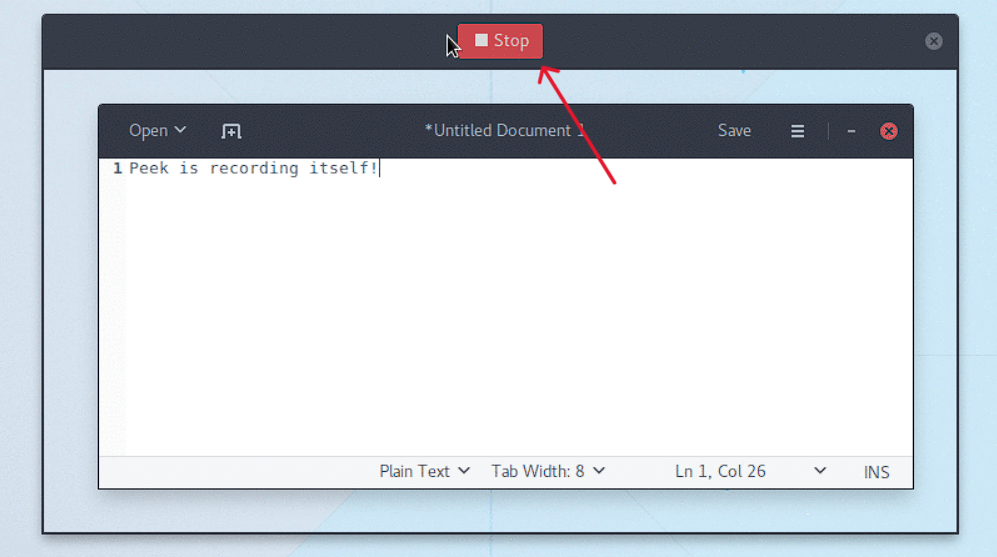 Stop
Open *Untitled Document 1 Save
1 Peek is recording itself!
Plain Text Tab Width: 8 Ln 1, Col 26 INS